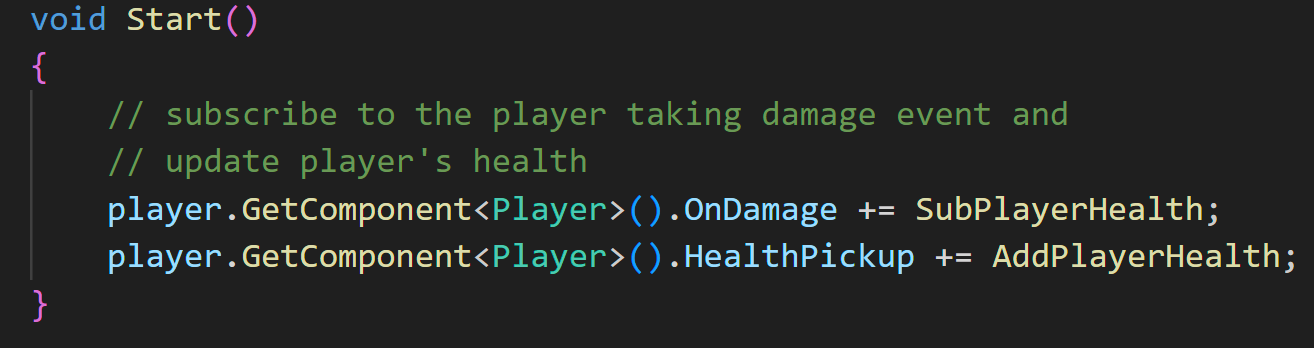 void Start()
{
// subscribe to the player taking damage event and
// update player's health
player.GetComponent<Player>().OnDamage += SubPlayerHealth;
player.GetComponent<Player>().HealthPickup += AddPlayerHealth;
}